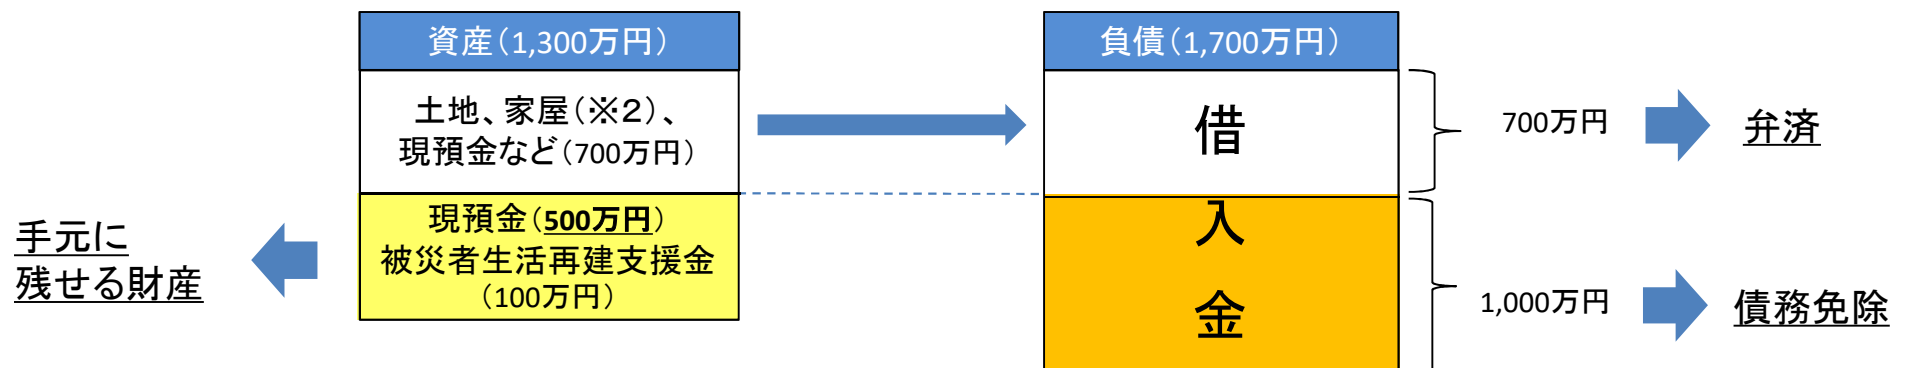 資産（1,300万円）
土地、家屋（※２）、
現預金など（700万円）
現預金（500万円）
被災者生活再建支援金
（100万円）
手元に
残せる財産
負債（1,700万円）
借
入
金
700万円
弁済
1,000万円
債務免除